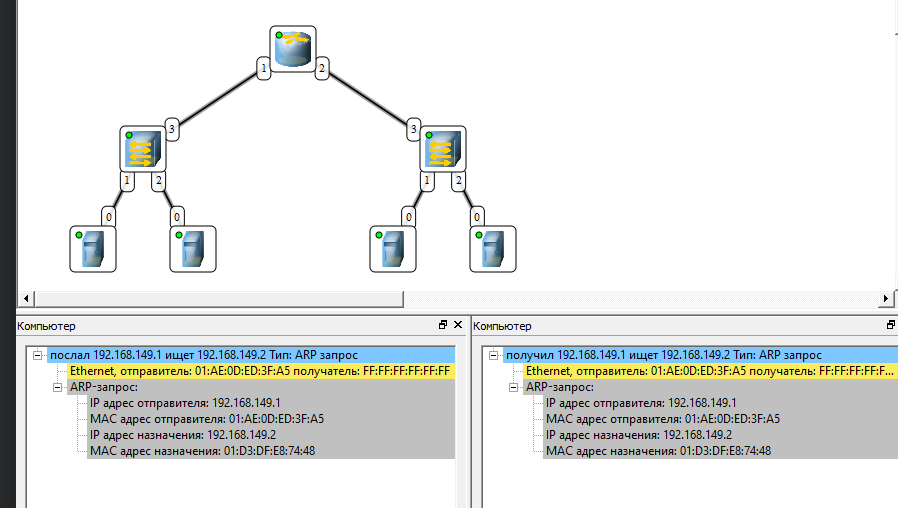 1
2
3
3
1
2
1
2
0
0
0
0
Компьютер
послал 192.168.149.1 ищет 192.168.149.2 Тип: ARP запрос
Ethernet, отправитель: 01:AE:0D:ED:3F:A5 получатель: FF:FF:FF:FF:FF:FF
ARP-запрос:
IP адрес отправителя: 192.168.149.1
MAC адрес отправителя: 01:AE:0D:ED:3F:A5
IP адрес назначения: 192.168.149.2
MAC адрес назначения: 01:D3:DF:E8:74:48
Компьютер
получил 192.168.149.1 ищет 192.168.149.2 Тип: ARP запрос
Ethernet, отправитель: 01:AE:0D:ED:3F:A5 получатель: FF:FF:FF:FF:F...
ARP-запрос:
IP адрес отправителя: 192.168.149.1
MAC адрес отправителя: 01:AE:0D:ED:3F:A5
IP адрес назначения: 192.168.149.2
MAC адрес назначения: 01:D3:DF:E8:74:48